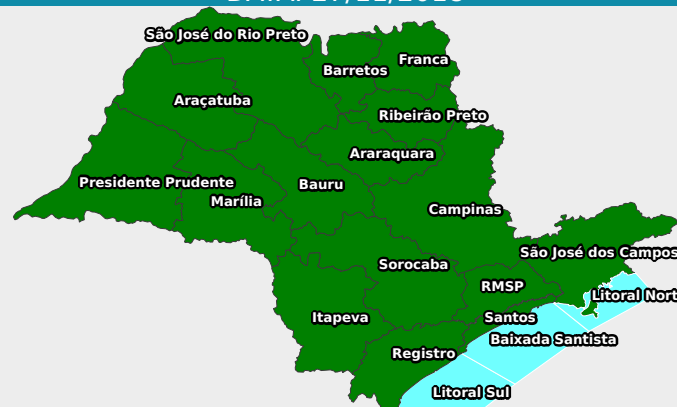 São José do Rio Preto
Franca
Barretos
Araçatuba
Ribeirão Preto
Araraquara
Presidente Prudente
Bauru
Marília
Campinas
São José dos Campos
Sorocaba
RMSP
Litoral Nort
Itapeva
Santos
Baixada Santista
Registro
Litoral Sul